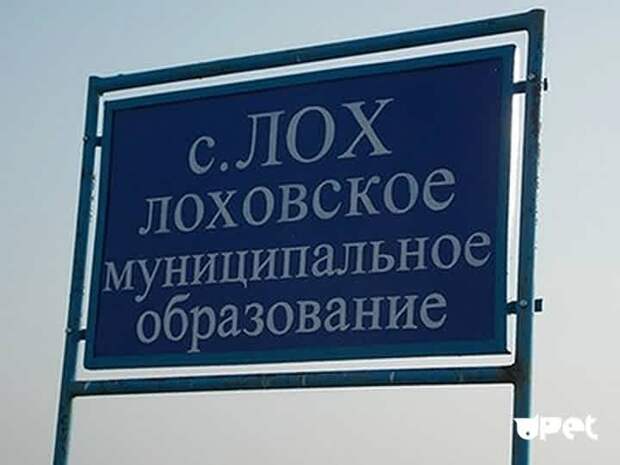 с.ЛОХ
ЛОХОВСКОЕ
МУНИЦИПАЛЬНОЕ
образование
upet